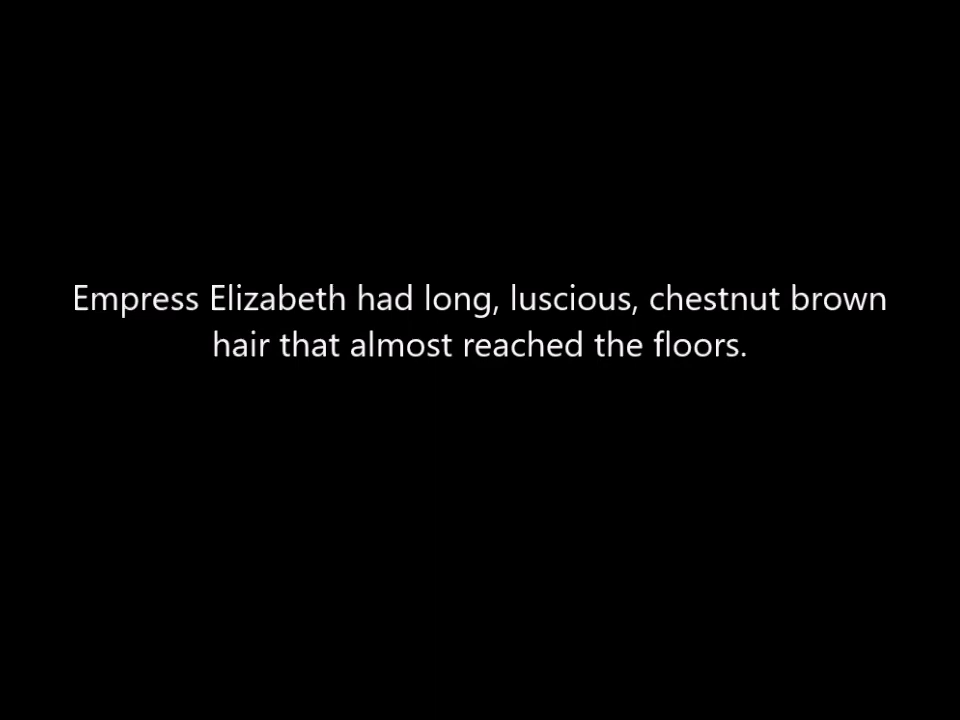 Empress Elizabeth had long, luscious, chestnut brown
hair that almost reached the floors.